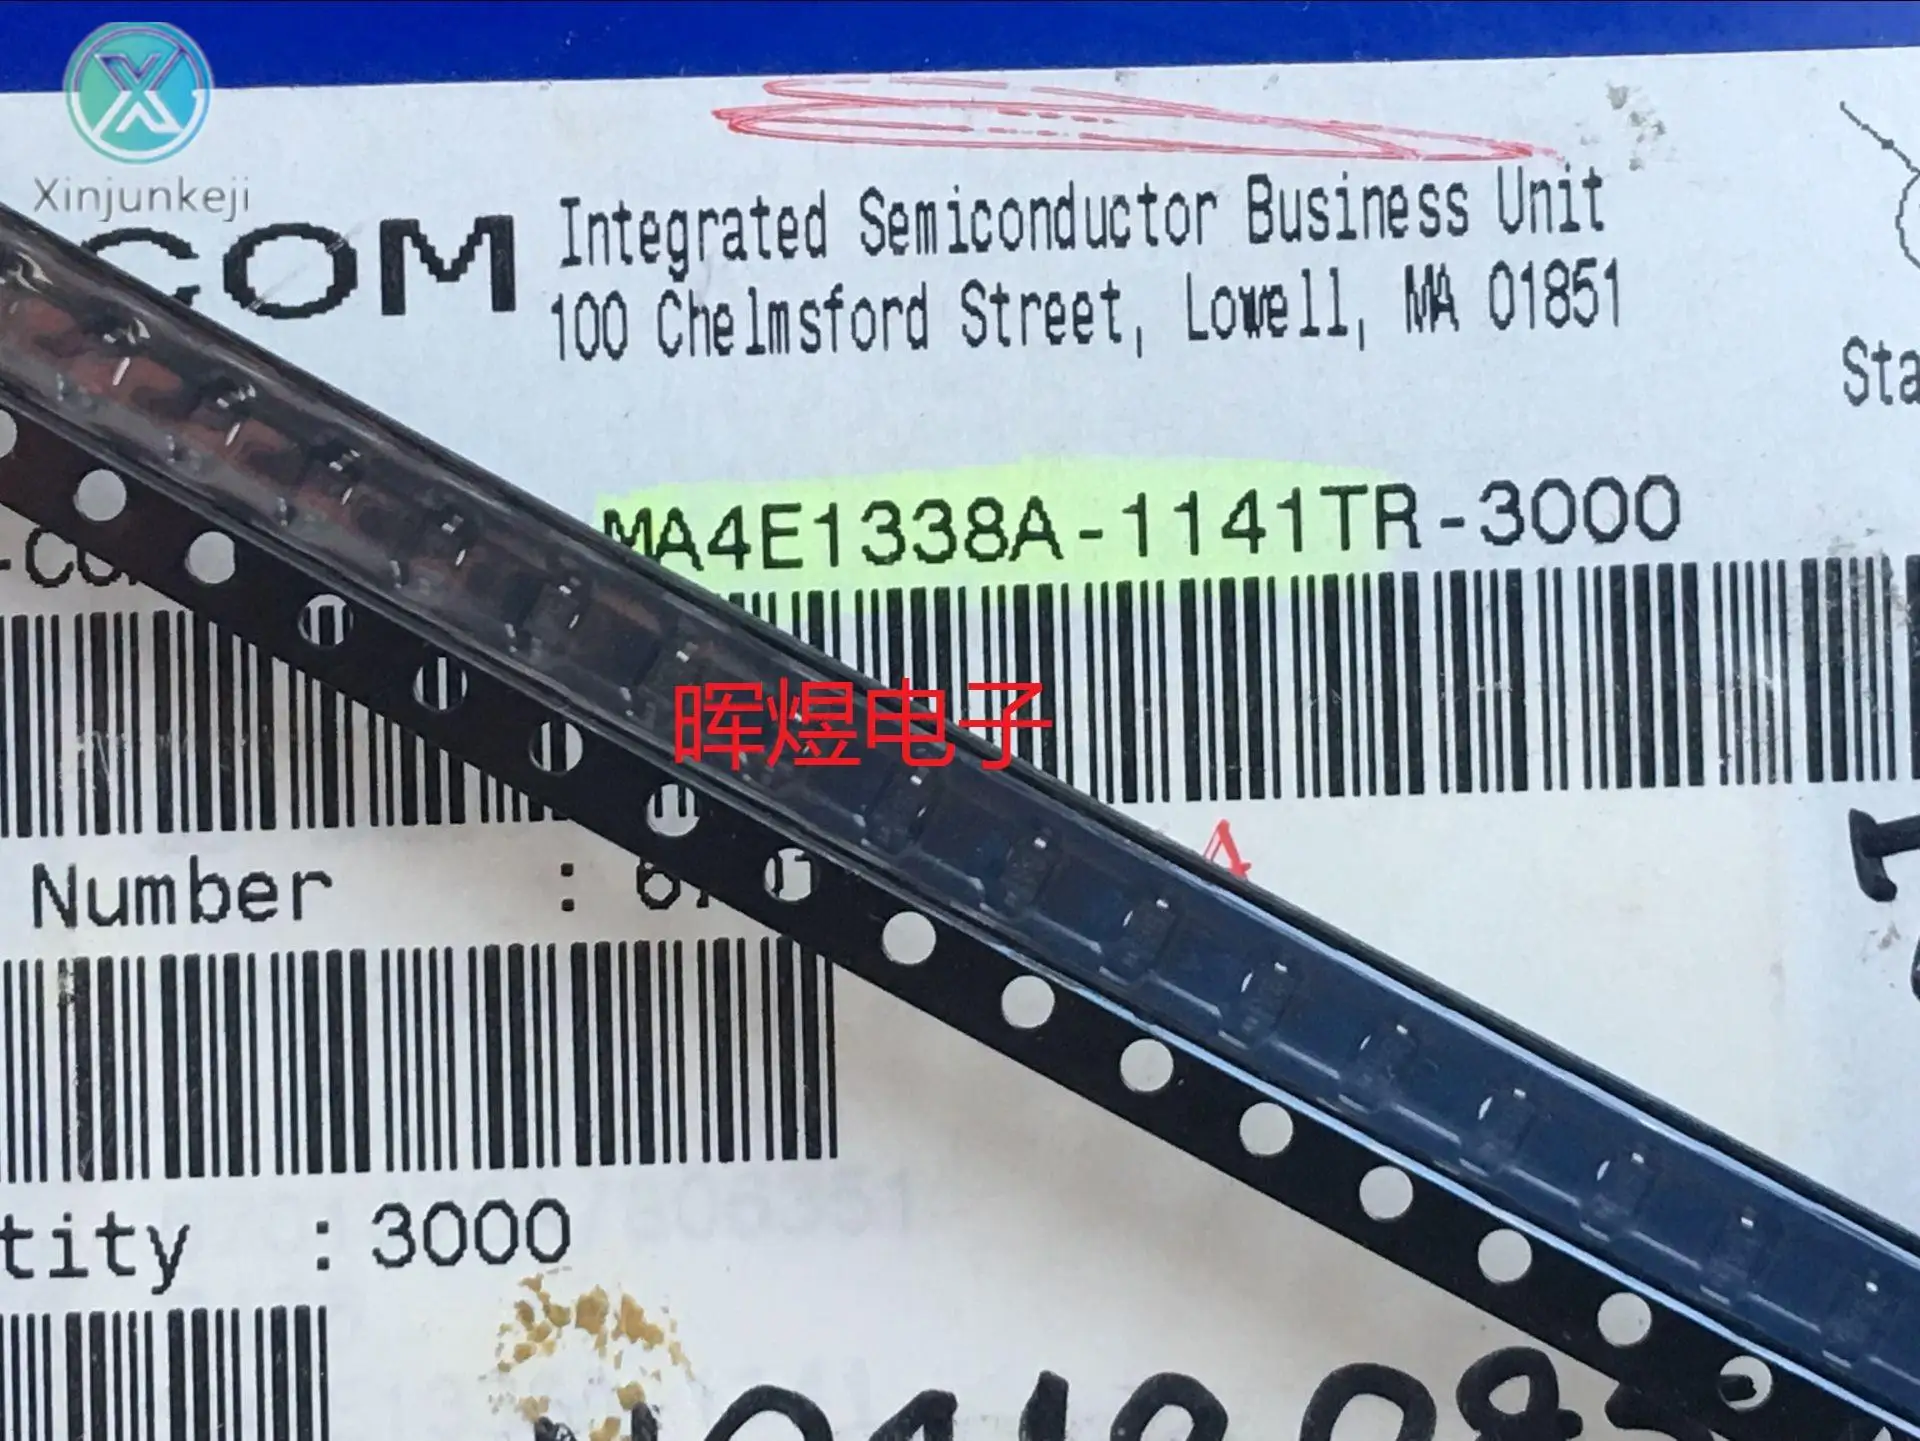 Xinjunkeji
COM
Integrated Semiconductor Business Unit
100 Chelmsford Street, Lowell, MA 01851
Sta
MA4E1338A-1141TR-3000
晖煜电子
Number :
tity : 3000